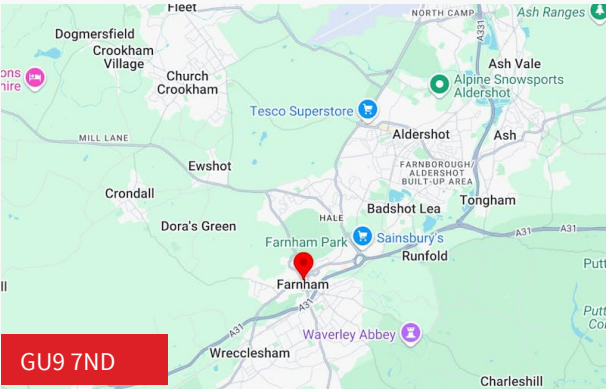 Fleet
NORTH CAMP
Ash Ranges
Dogmersfield
A331
Crookham
Village
Ash Vale
Church
Crookham
Alpine Snowsports
Aldershot
Tesco Superstore
MILL LANE
Aldershot
Ash
Ewshot
FARNBOROUGH/
ALDERSHOT
BUILT-UP AREA
Crondall
Tongham
Badshot Lea
HALE
Dora's Green
A31
A31
Farnham Park
Sainsbury's
Runfold
Farnham
A31
A31
Waverley Abbey
Wrecclesham
GU9 7ND
Charleshill